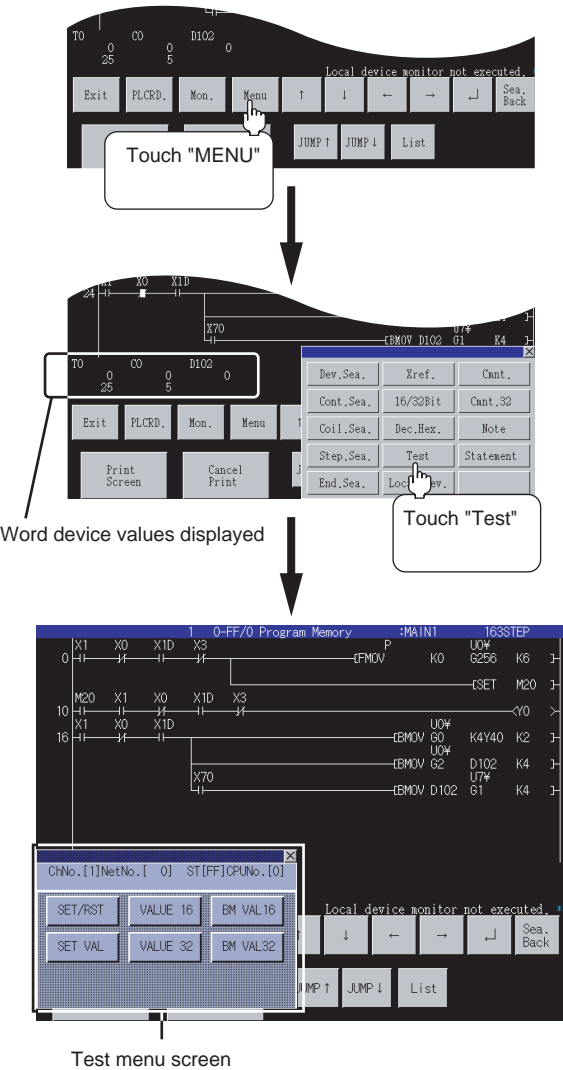 T0 C0 D102
0 0 0
25 5
Local device monitor not executed.
Exit PLCRD. Mon. Menu ↑ ↓ ← → ↵ Sea. Back
JUMP↑ JUMP↓ List
Touch "MENU"
X1 X0 X1D
24
X70 U7¥
BMOV D102 G1 K4
T0 C0 D102
0 0 0
25 5
Dev.Sea. Xref. Cmnt.
Cont.Sea. 16/32Bit Cmnt.32
Coil.Sea. Dec.Hex. Note
Step.Sea. Test Statement
End.Sea.
Exit PLCRD. Mon. Menu
Print Screen
Cancel Print
Touch "Test"
Word device values displayed
1 O-FF/0 Program Memory :MAIN1 163STEP
X1 X0 X1D X3 P U0¥
0 FMOV K0 G256 K6
SET M20
M20 X1 X0 X1D X3
10 Y0
X1 X0 X1D U0¥
16 BMOV G0 K4Y40 K2
U0¥
BMOV G2 D102 K4
X70 U7¥
BMOV D102 G1 K4
ChNo.[1]NetNo.[ 0] ST[FF]CPUNo.[0]
SET/RST VALUE 16 BM VAL16
SET VAL VALUE 32 BM VAL32
Local device monitor not executed. *
↑ ↓ ← → ↵ Sea. Back
JUMP↓ List
Test menu screen